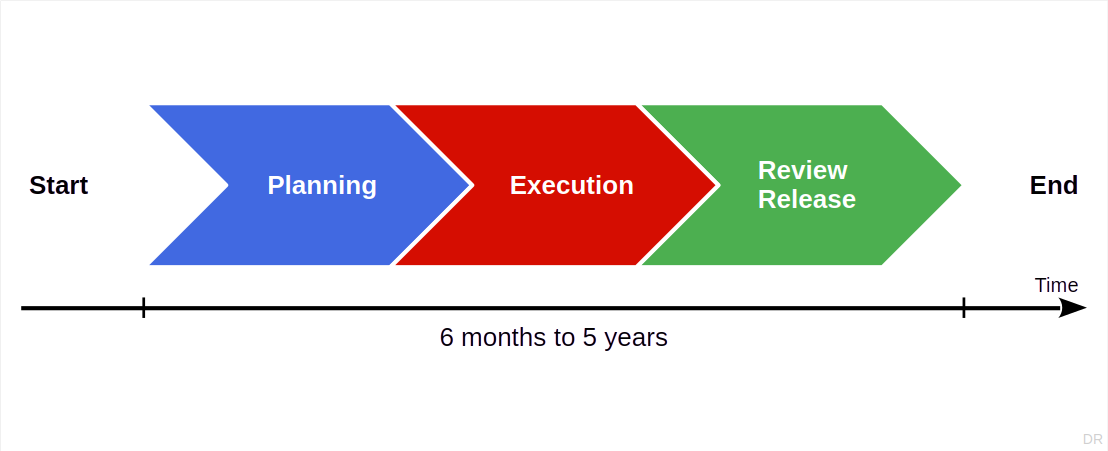 Start
Planning
Execution
Review
Release
End
Time
6 months to 5 years
DR